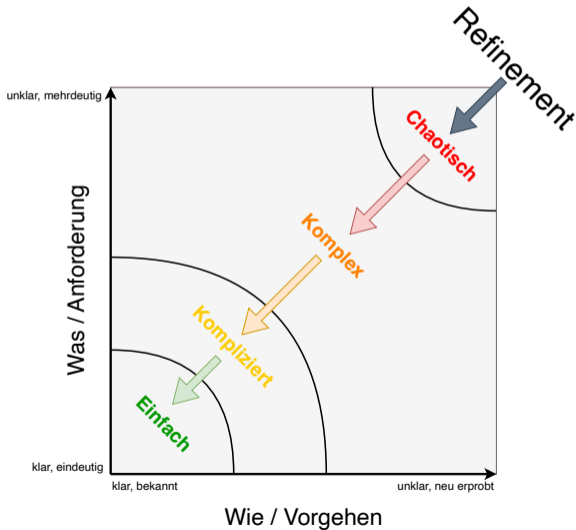 Refinement
unklar, mehrdeutig
Chaotisch
Komplex
Was / Anforderung
Kompliziert
Einfach
klar, eindeutig
klar, bekannt
unklar, neu erprobt
Wie / Vorgehen